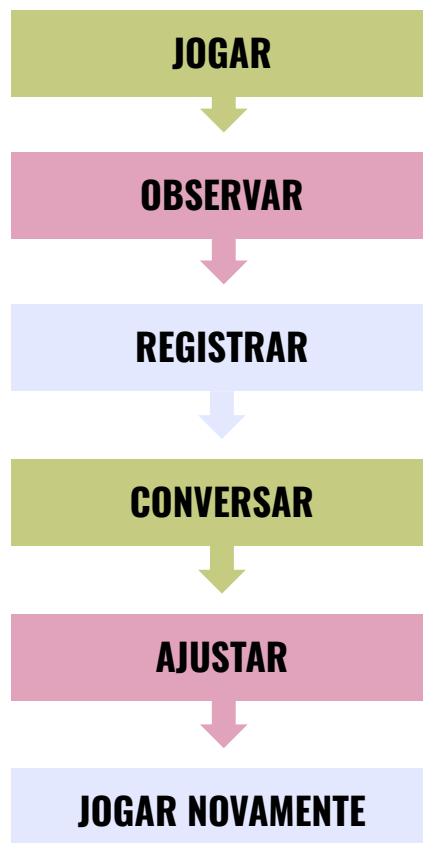 JOGAR
OBSERVAR
REGISTRAR
CONVERSAR
AJUSTAR
JOGAR NOVAMENTE